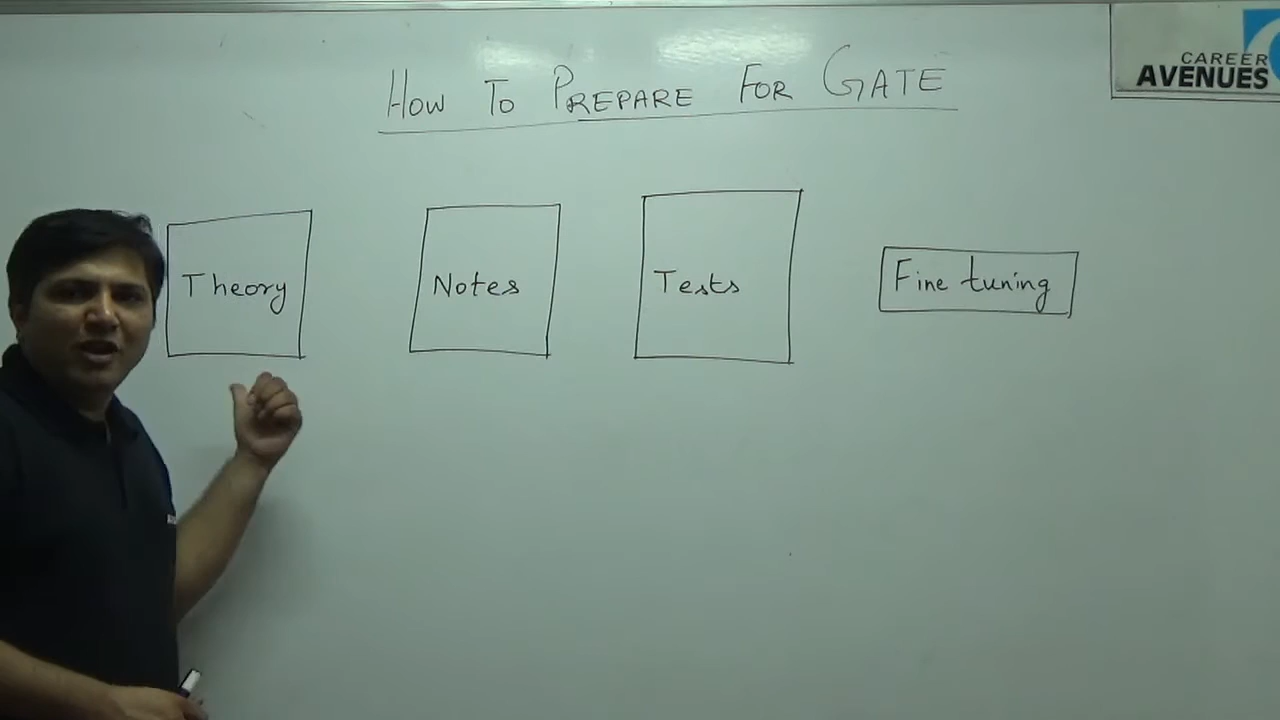 CAREER
AVENUES
HOW TO PREPARE FOR GATE
Theory
Notes
Tests
Fine tuning